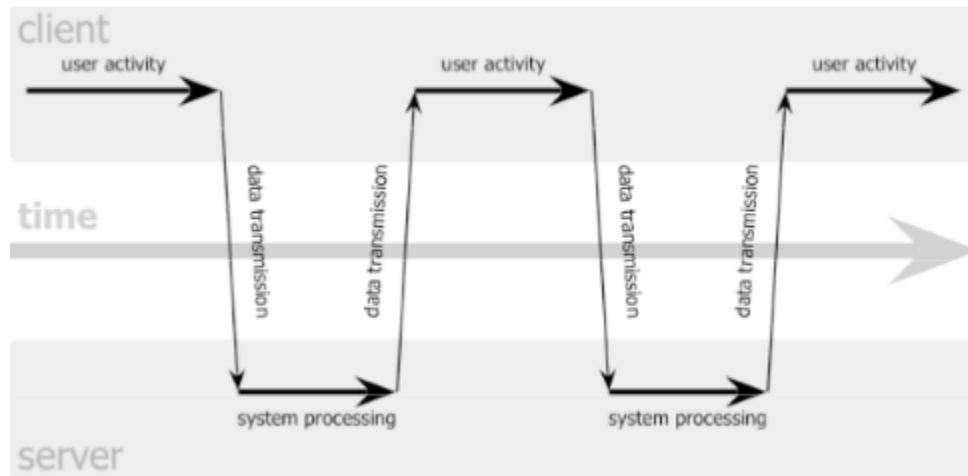 client
user activity
user activity
user activity
data transmission
data transmission
data transmission
data transmission
time
system processing
system processing
server